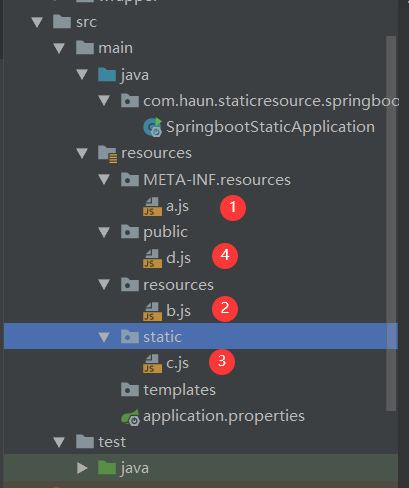 src
main
java
com.haun.staticresource.springboo
SpringbootStaticApplication
resources
META-INF.resources
a.js 1
public
d.js 4
resources
b.js 2
static
c.js 3
templates
application.properties
test
java